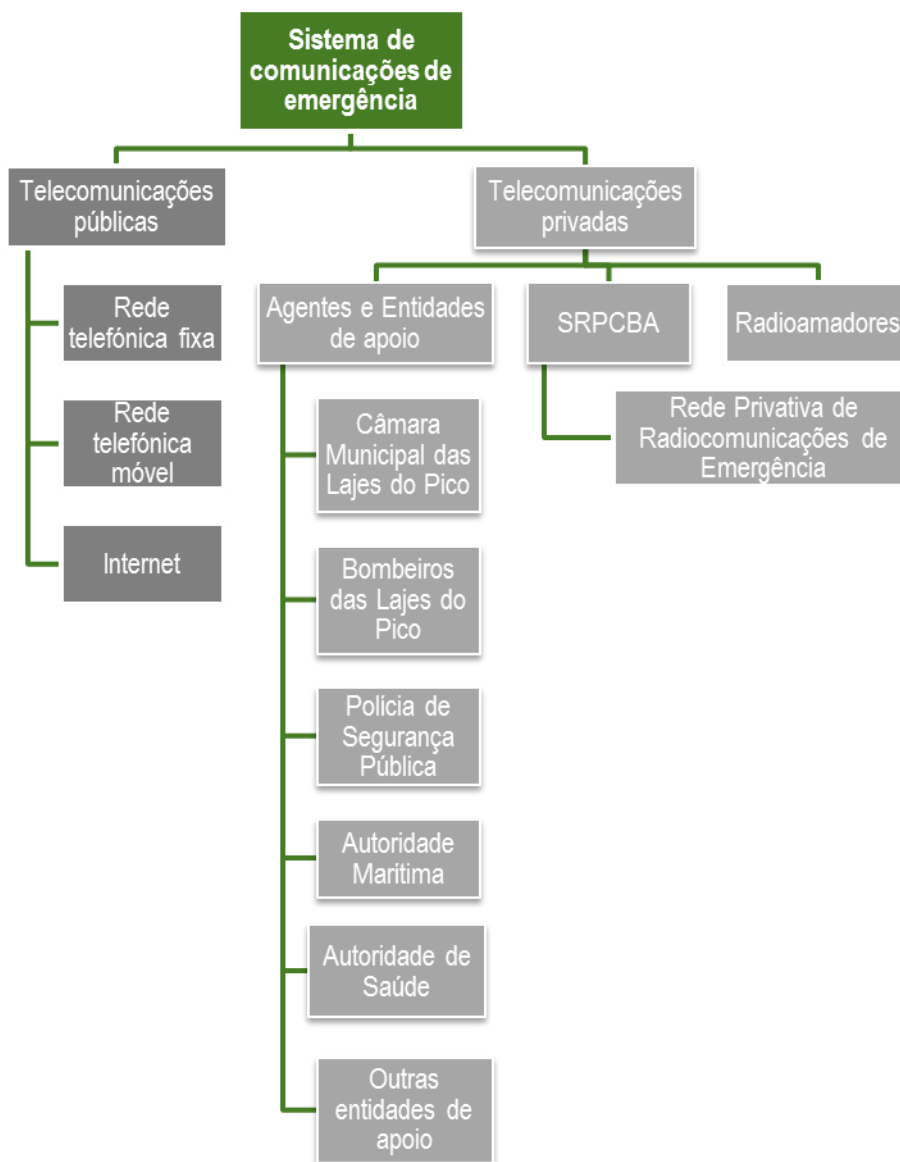 Sistema de
comunicações de
emergência
Telecomunicações
públicas
Telecomunicações
privadas
Rede
telefónica fixa
Rede
telefónica
móvel
Internet
Agentes e Entidades
de apoio
SRPCBA
Radioamadores
Câmara
Municipal das
Lajes do Pico
Bombeiros
das Lajes do
Pico
Polícia de
Segurança
Pública
Autoridade
Marítima
Autoridade de
Saúde
Outras
entidades de
apoio
Rede Privativa de
Radiocomunicações de
Emergência